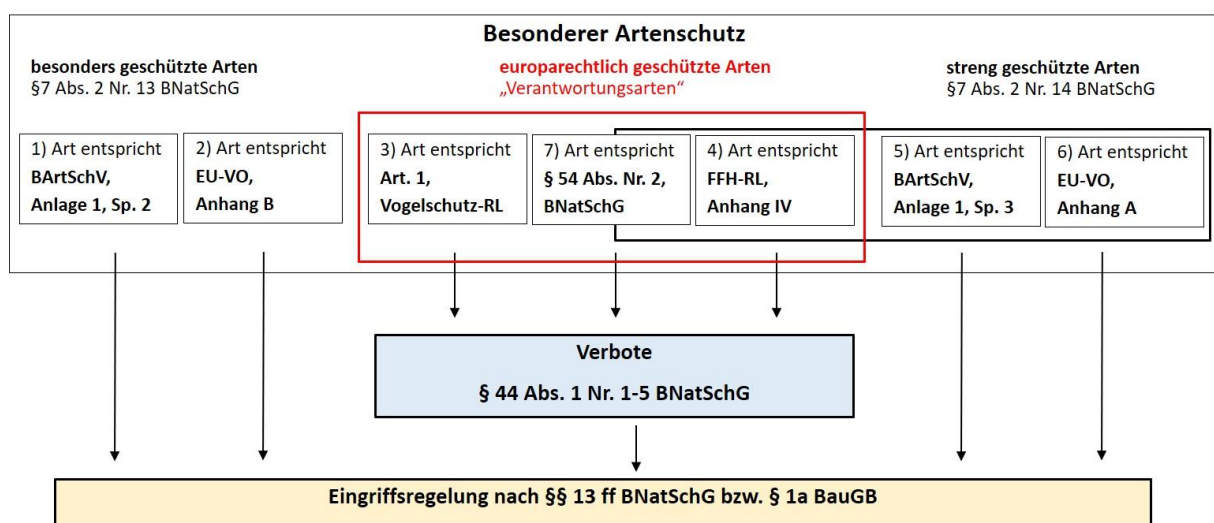 Besonderer Artenschutz
besonders geschützte Arten
§7 Abs. 2 Nr. 13 BNatSchG
europarechtlich geschützte Arten
„Verantwortungsarten“
streng geschützte Arten
§7 Abs. 2 Nr. 14 BNatSchG
1) Art entspricht
BArtSchV,
Anlage 1, Sp. 2
2) Art entspricht
EU-VO,
Anhang B
3) Art entspricht
Art. 1,
Vogelschutz-RL
7) Art entspricht
§ 54 Abs. Nr. 2,
BNatSchG
4) Art entspricht
FFH-RL,
Anhang IV
5) Art entspricht
BArtSchV,
Anlage 1, Sp. 3
6) Art entspricht
EU-VO,
Anhang A
Verbote
§ 44 Abs. 1 Nr. 1-5 BNatSchG
Eingriffsregelung nach §§ 13 ff BNatSchG bzw. § 1a BauGB